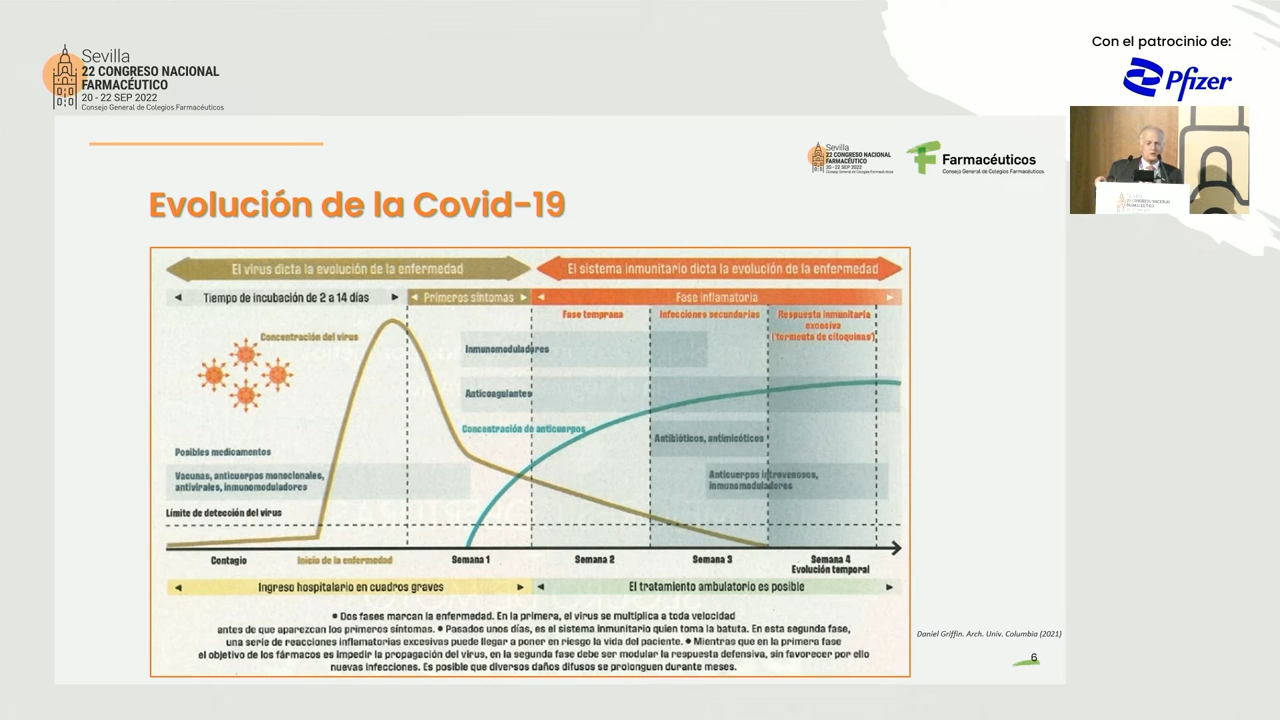 Sevilla
22 CONGRESO NACIONAL
FARMACÉUTICO
20 - 22 SEP 2022
Consejo General de Colegios Farmacéuticos
Con el patrocinio de:
Pfizer
Sevilla
22 CONGRESO NACIONAL
FARMACÉUTICO
20 - 22 SEP 2022
Consejo General de Colegios Farmacéuticos
Farmacéuticos
Consejo General de Colegios Farmacéuticos
22 CONGRESO NACIONAL
FARMACÉUTICO
Evolución de la Covid-19
El virus dicta la evolución de la enfermedad
El sistema inmunitario dicta la evolución de la enfermedad
Tiempo de incubación de 2 a 14 días
Primeros síntomas
Fase inflamatoria
Fase temprana
Infecciones secundarias
Respuesta inmunitaria
excesiva
('tormenta de citoquinas')
Concentración del virus
Inmunomoduladores
Anticoagulantes
Concentración de anticuerpos
Antibióticos, antimicóticos
Posibles medicamentos
Vacunas, anticuerpos monoclonales,
antivirales, inmunomoduladores
Anticuerpos intravenosos,
inmunomoduladores
Límite de detección del virus
Contagio
Inicio de la enfermedad
Semana 1
Semana 2
Semana 3
Semana 4
Evolución temporal
Ingreso hospitalario en cuadros graves
El tratamiento ambulatorio es posible
• Dos fases marcan la enfermedad. En la primera, el virus se multiplica a toda velocidad
antes de que aparezcan los primeros síntomas. • Pasados unos días, es el sistema inmunitario quien toma la batuta. En esta segunda fase,
una serie de reacciones inflamatorias excesivas puede llegar a poner en riesgo la vida del paciente. • Mientras que en la primera fase
el objetivo de los fármacos es impedir la propagación del virus, en la segunda fase debe ser modular la respuesta defensiva, sin favorecer por ello
nuevas infecciones. Es posible que diversos daños difusos se prolonguen durante meses.
Daniel Griffin. Arch. Univ. Columbia (2021)
6